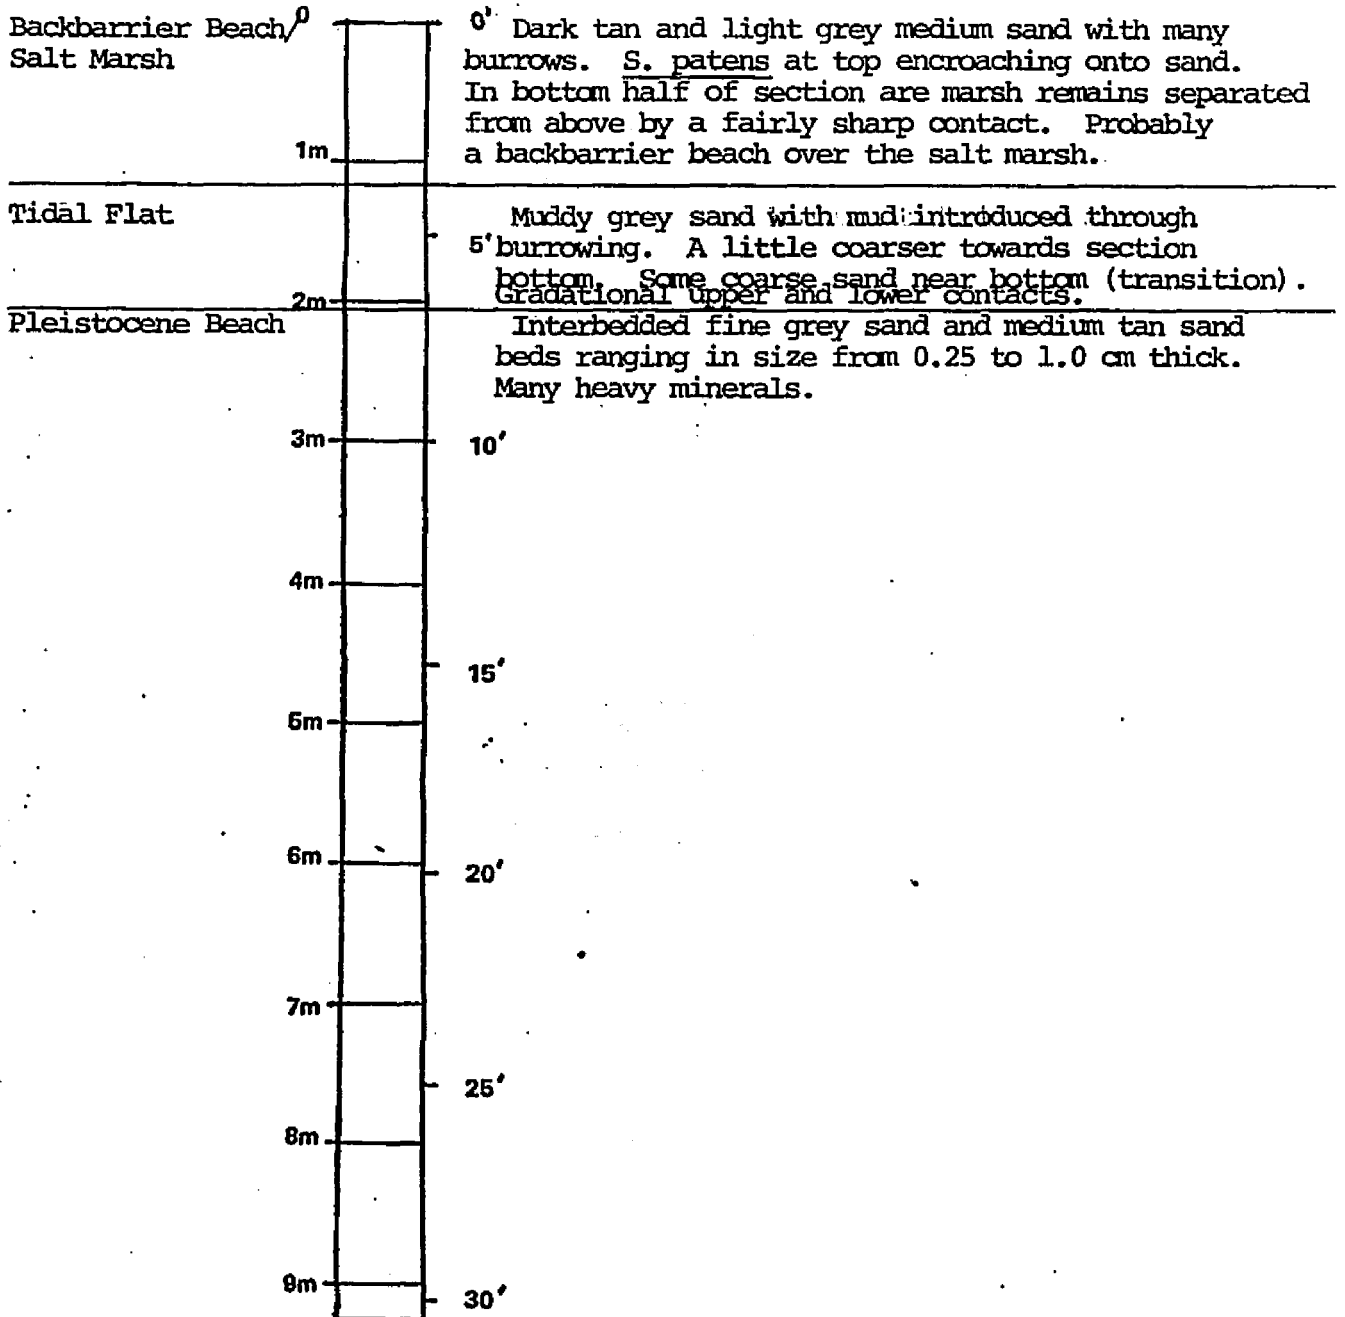 Backbarrier Beach/
Salt Marsh
0
0'
Dark tan and light grey medium sand with many
burrows. S. patens at top encroaching onto sand.
In bottom half of section are marsh remains separated
from above by a fairly sharp contact. Probably
a backbarrier beach over the salt marsh.
1m
Tidal Flat
Muddy grey sand with mud introduced through
5' burrowing. A little coarser towards section
bottom. Some coarse sand near bottom (transition).
Gradational upper and lower contacts.
2m
Pleistocene Beach
Interbedded fine grey sand and medium tan sand
beds ranging in size from 0.25 to 1.0 cm thick.
Many heavy minerals.
3m
10'
4m
15'
5m
6m
20'
7m
25'
8m
9m
30'